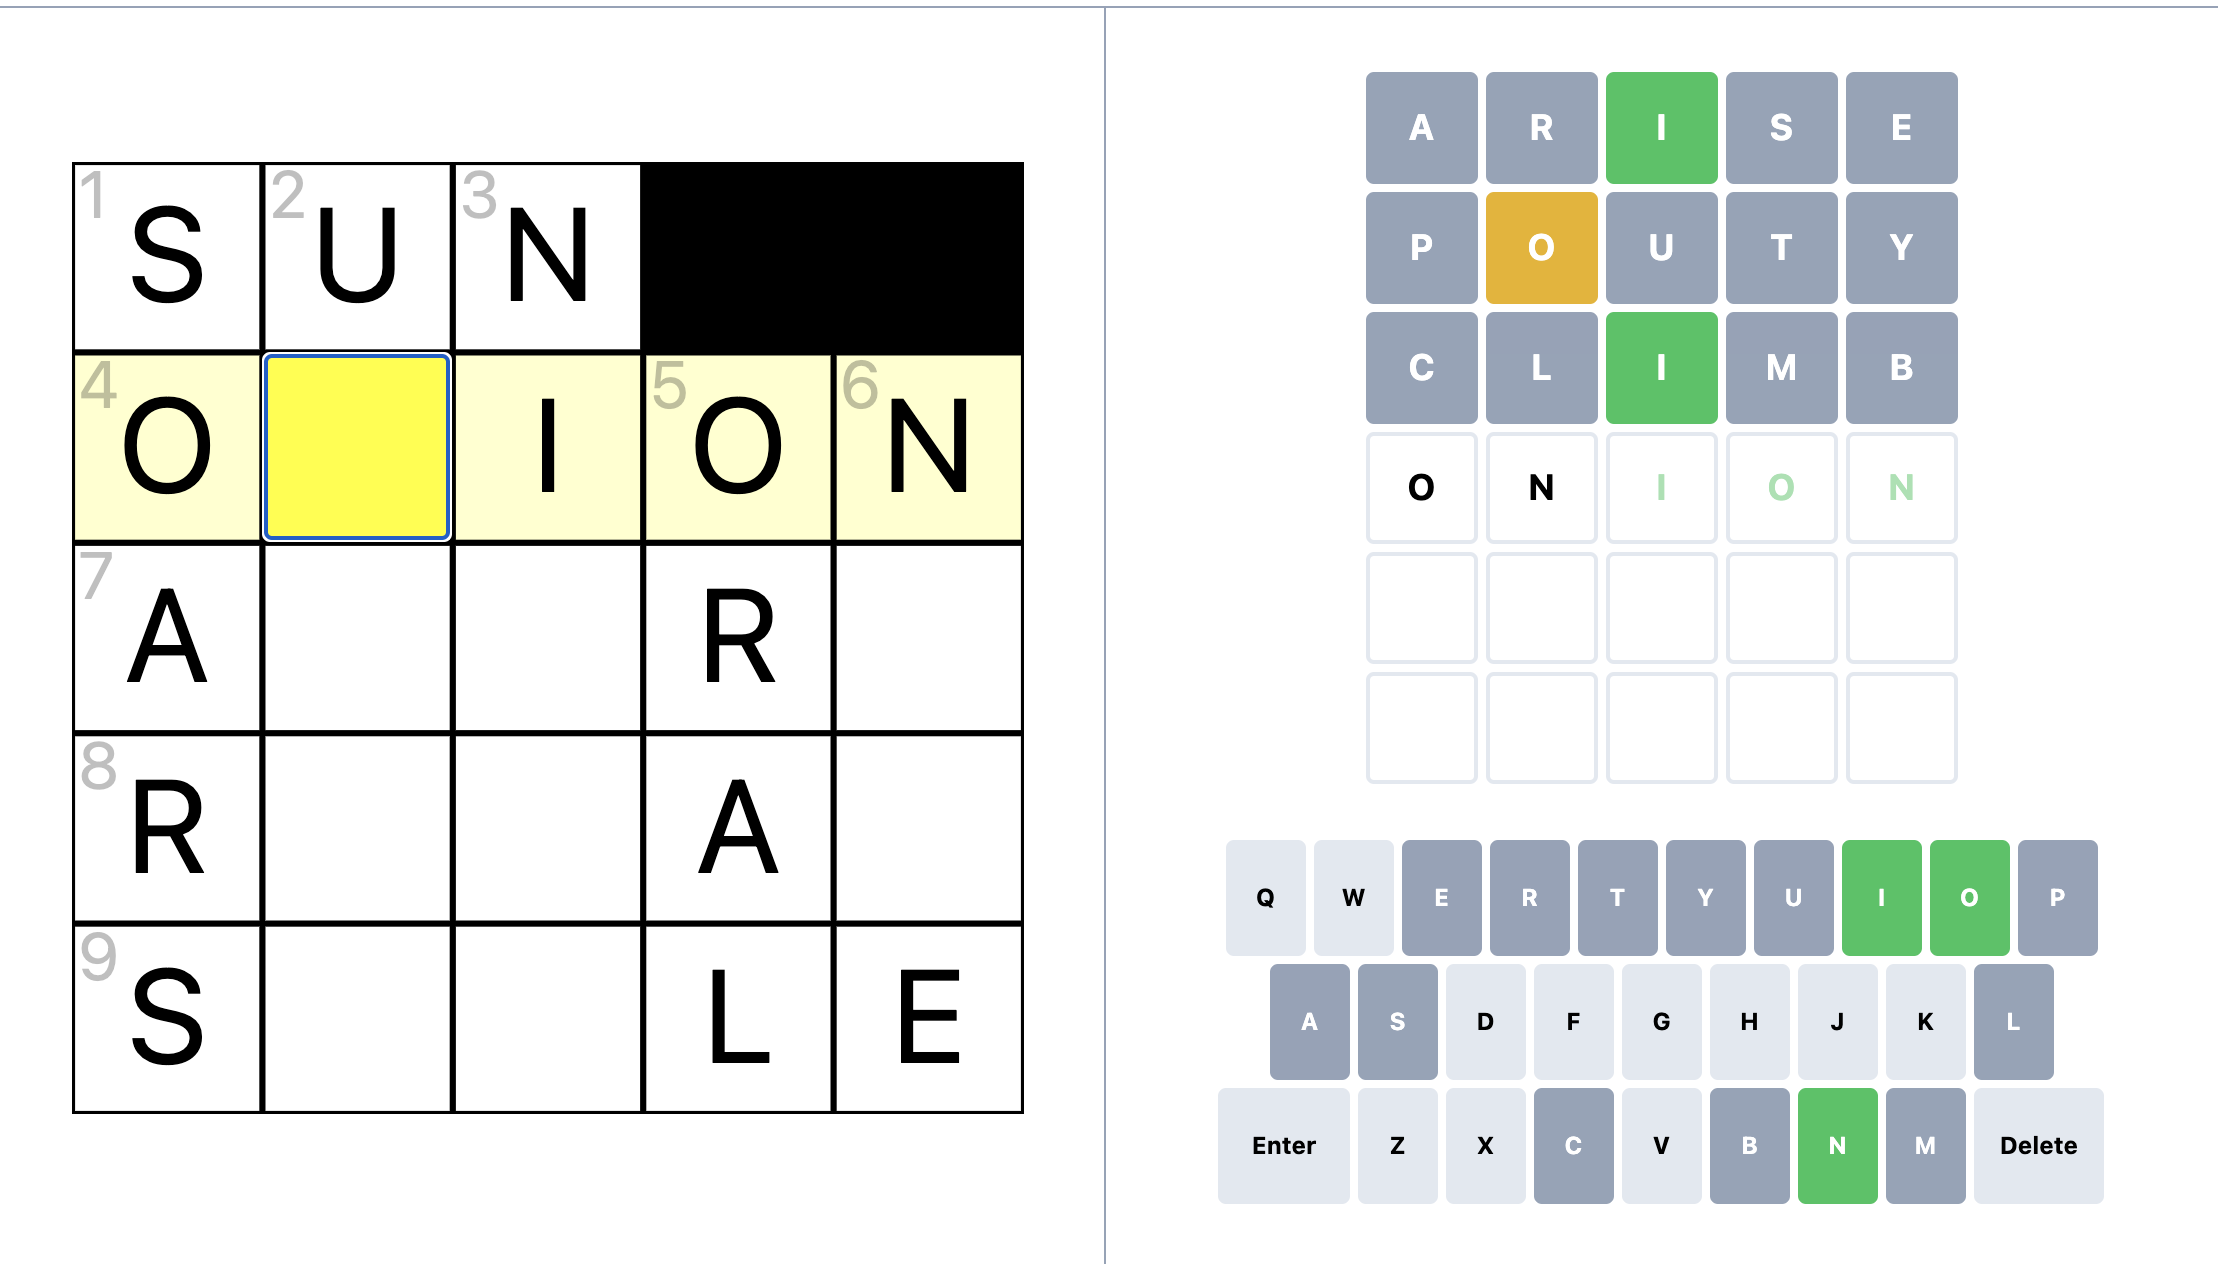 1 S 2 U 3 N
4 O I 5 O 6 N
7 A R
8 R A
9 S L E
A R I S E
P O U T Y
C L I M B
O N I O N
Q W E R T Y U I O P
A S D F G H J K L
Enter Z X C V B N M Delete